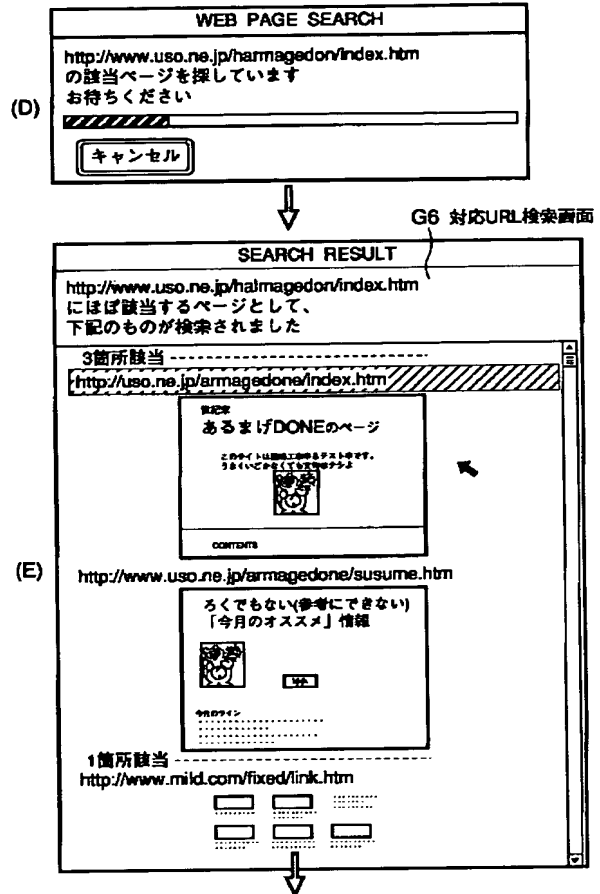 WEB PAGE SEARCH
http://www.uso.ne.jp/harmagedon/index.htm
の該当ページを探しています
お待ちください
(D)
キャンセル
G6 対応URL検索画面
SEARCH RESULT
http://www.uso.ne.jp/halmagedon/index.htm
にほぼ該当するページとして、
下記のものが検索されました
3箇所該当
http://uso.ne.jp/armagedone/index.htm
世紀末
あるまげDONEのページ
CONTENTS
(E)
http://www.uso.ne.jp/armagedone/susume.htm
ろくでもない(参考にできない)
「今月のオススメ」情報
1箇所該当
http://www.mild.com/fixed/link.htm